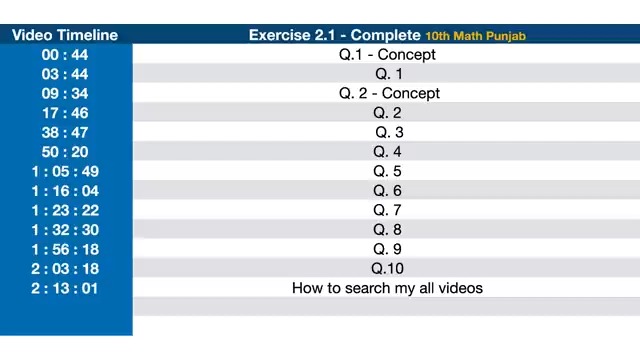 Video Timeline Exercise 2.1 - Complete 10th Math Punjab
00 : 44 Q.1 - Concept
03 : 44 Q. 1
09 : 34 Q. 2 - Concept
17 : 46 Q. 2
38 : 47 Q. 3
50 : 20 Q. 4
1 : 05 : 49 Q. 5
1 : 16 : 04 Q. 6
1 : 23 : 22 Q. 7
1 : 32 : 30 Q. 8
1 : 56 : 18 Q. 9
2 : 03 : 18 Q.10
2 : 13 : 01 How to search my all videos